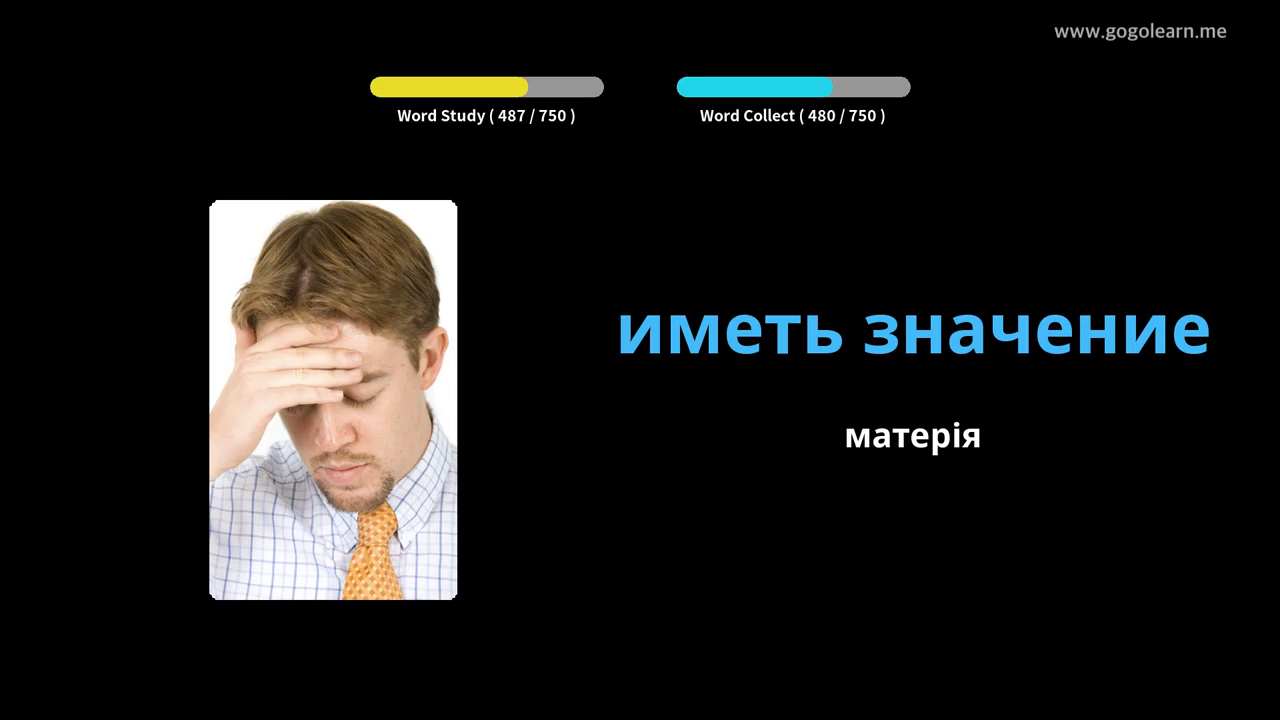 www.gogolearn.me
Word Study ( 487 / 750 )
Word Collect ( 480 / 750 )
иметь значение
матерія